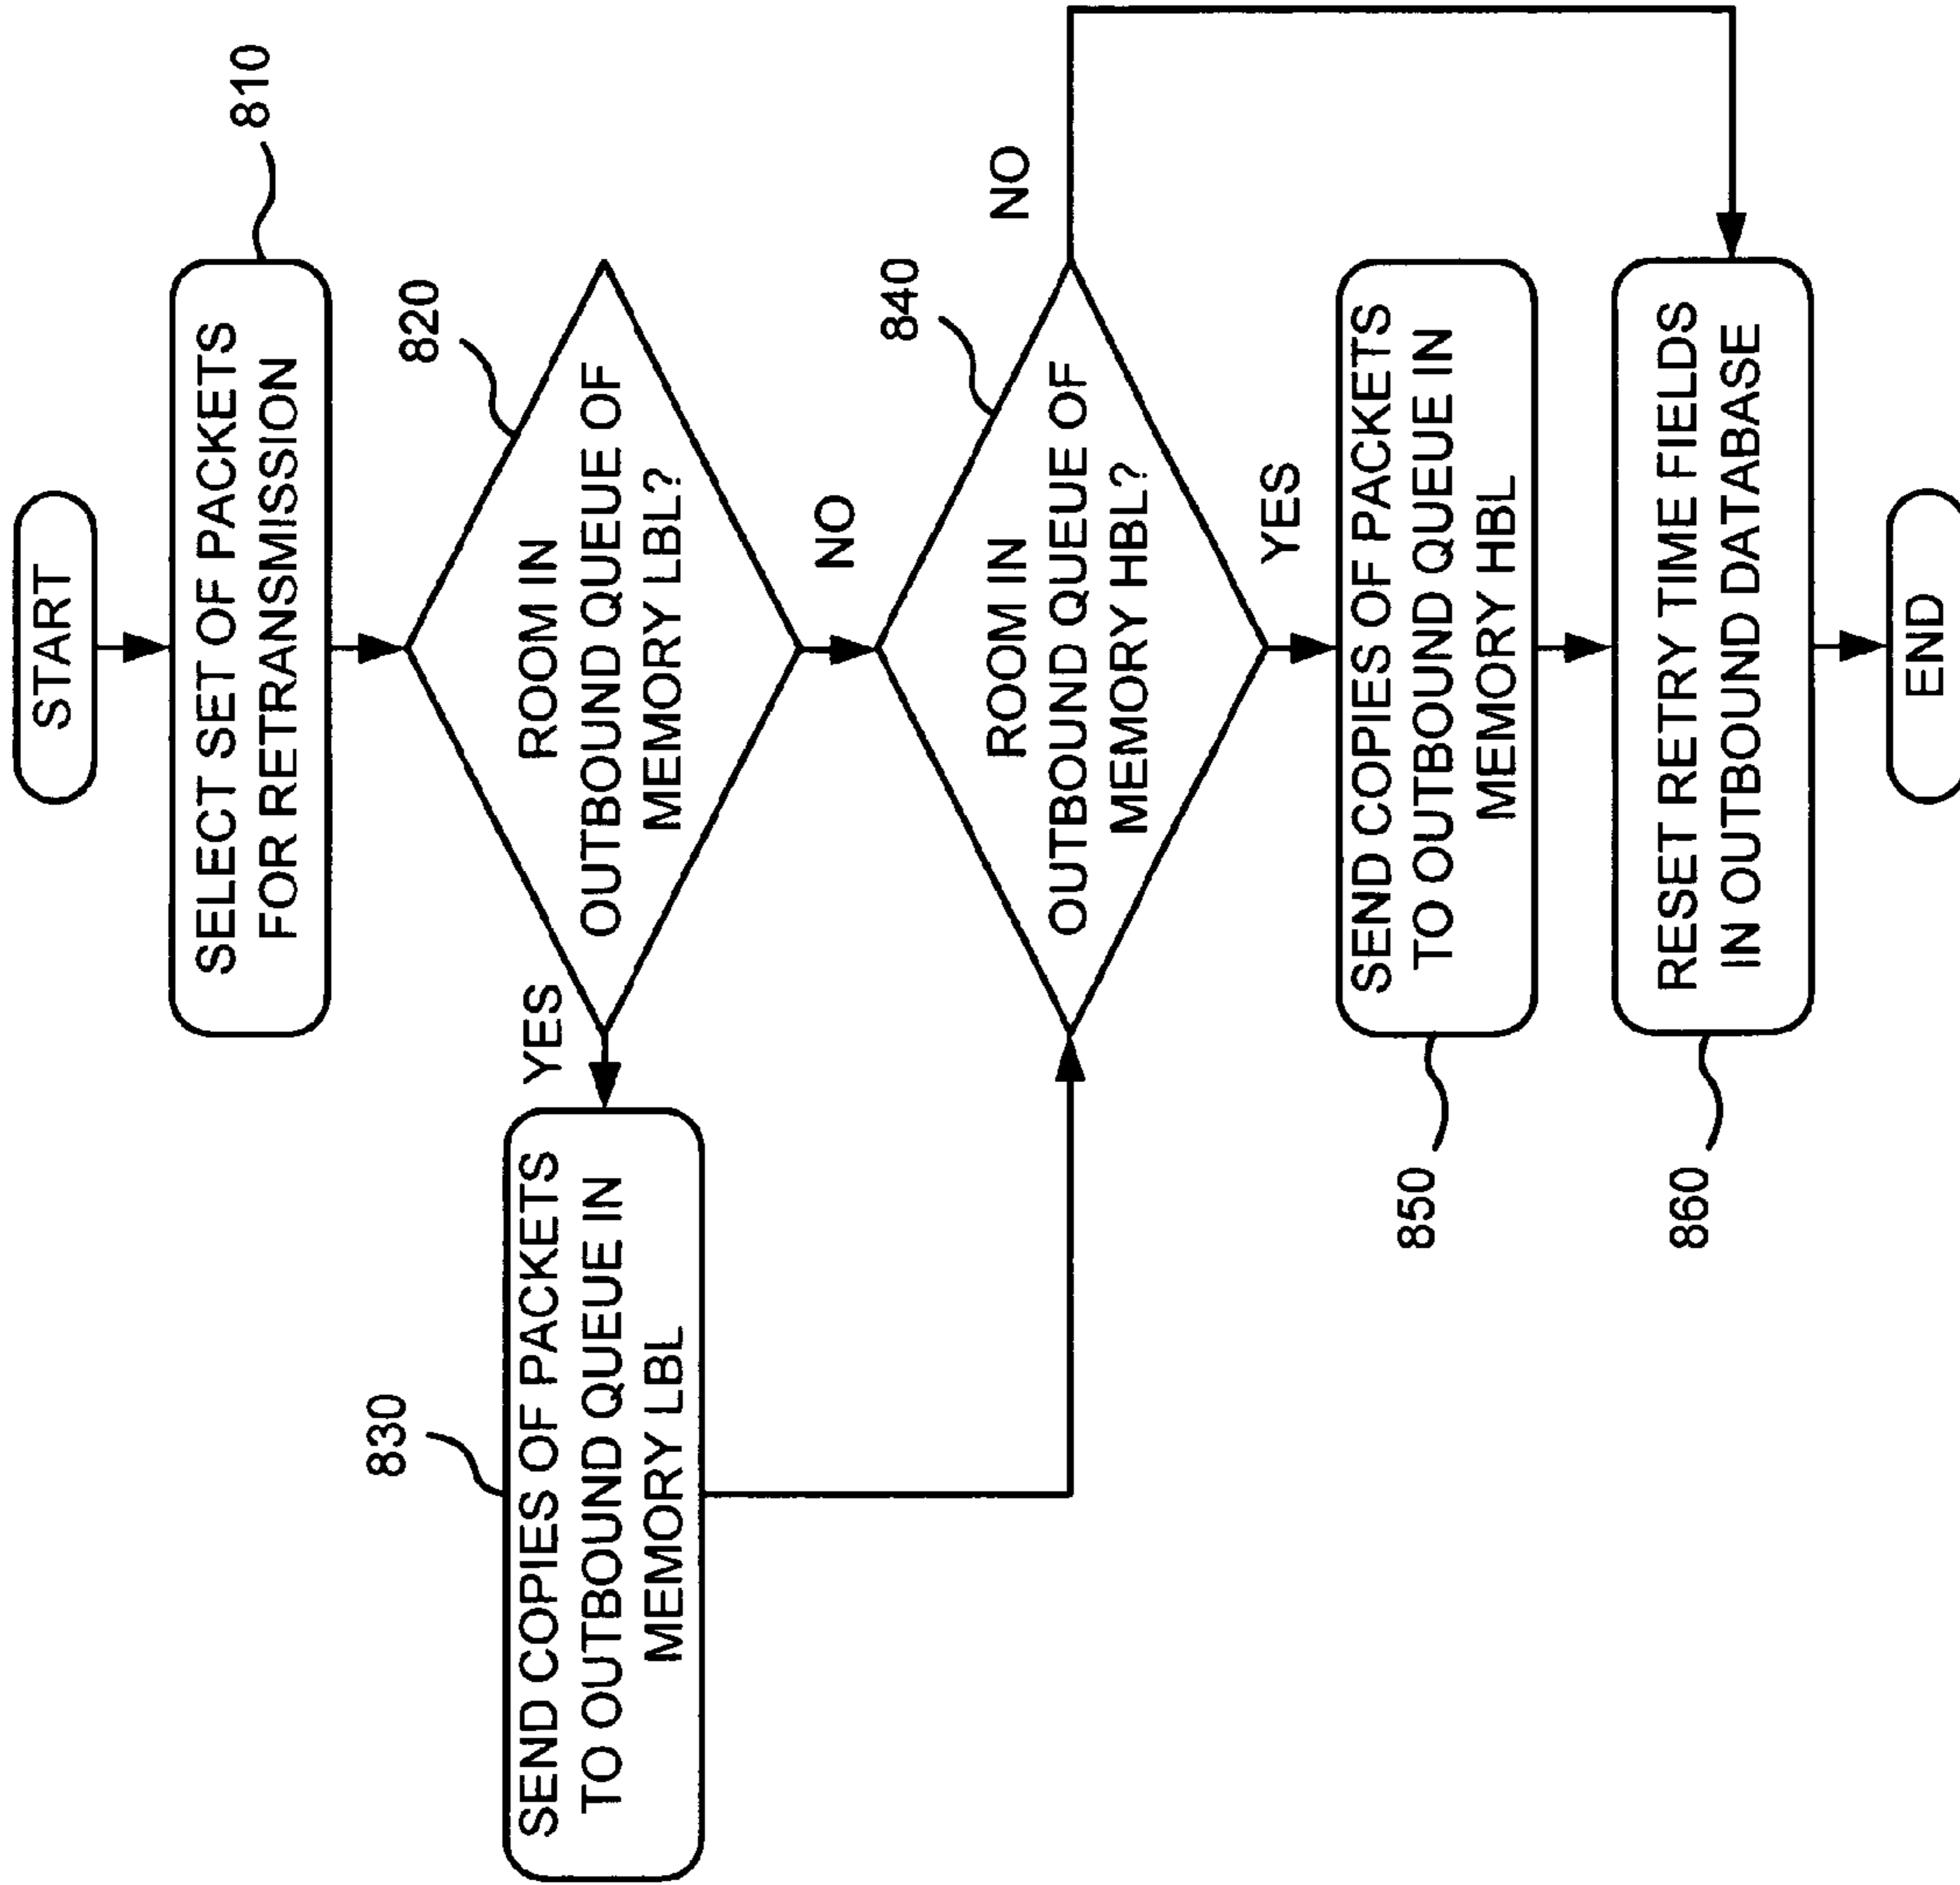 START
810
SELECT SET OF PACKETS
FOR RETRANSMISSION
820
ROOM IN
OUTBOUND QUEUE OF
MEMORY LBL?
YES
NO
830
SEND COPIES OF PACKETS
TO OUTBOUND QUEUE IN
MEMORY LBL
840
ROOM IN
OUTBOUND QUEUE OF
MEMORY HBL?
NO
YES
850
SEND COPIES OF PACKETS
TO OUTBOUND QUEUE IN
MEMORY HBL
860
RESET RETRY TIME FIELDS
IN OUTBOUND DATABASE
END